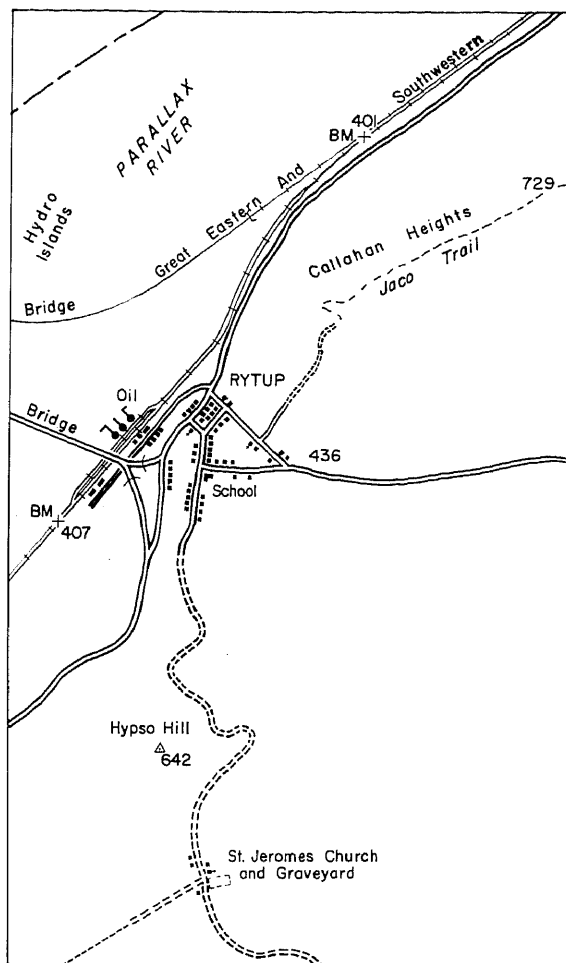 Southwestern
401
BM
PARALLAX
RIVER
729
Great Eastern And
Hydro
Islands
Callahan Heights
Jaco Trail
Bridge
RYTUP
Oil
Bridge
436
School
BM
407
Hypso Hill
642
St. Jeromes Church
and Graveyard